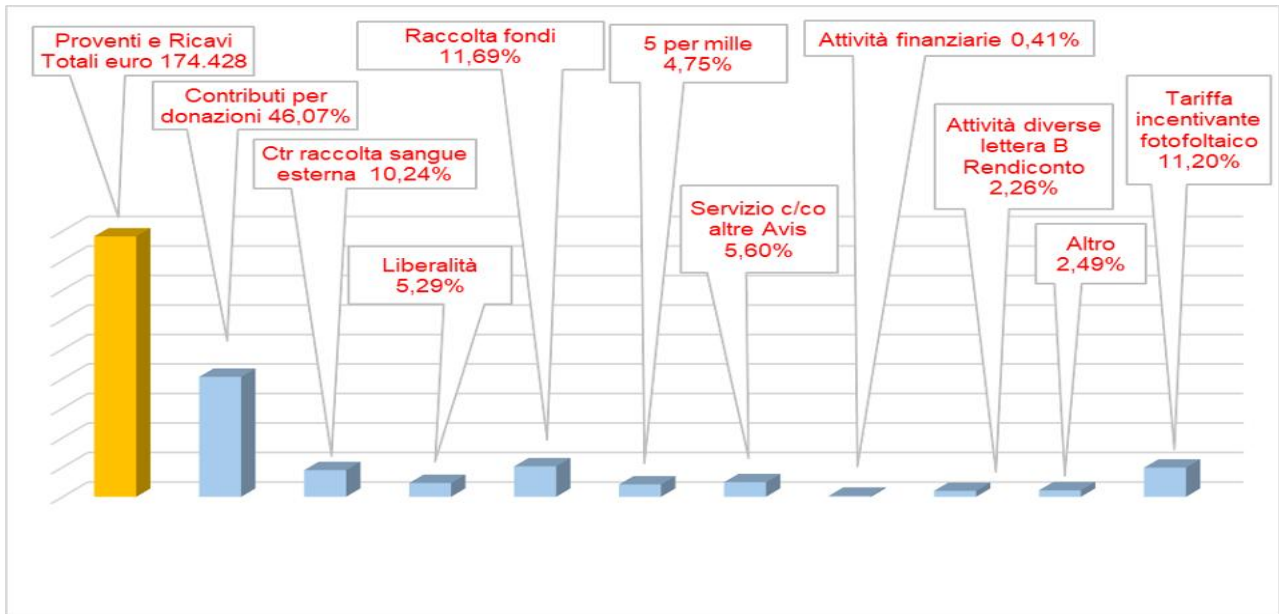 Proventi e Ricavi
Totali euro 174.428
Contributi per
donazioni 46,07%
Ctr raccolta sangue
esterna 10,24%
Liberalità
5,29%
Raccolta fondi
11,69%
5 per mille
4,75%
Servizio c/co
altre Avis
5,60%
Attività finanziarie 0,41%
Attività diverse
lettera B
Rendiconto
2,26%
Altro
2,49%
Tariffa
incentivante
fotofoltaico
11,20%